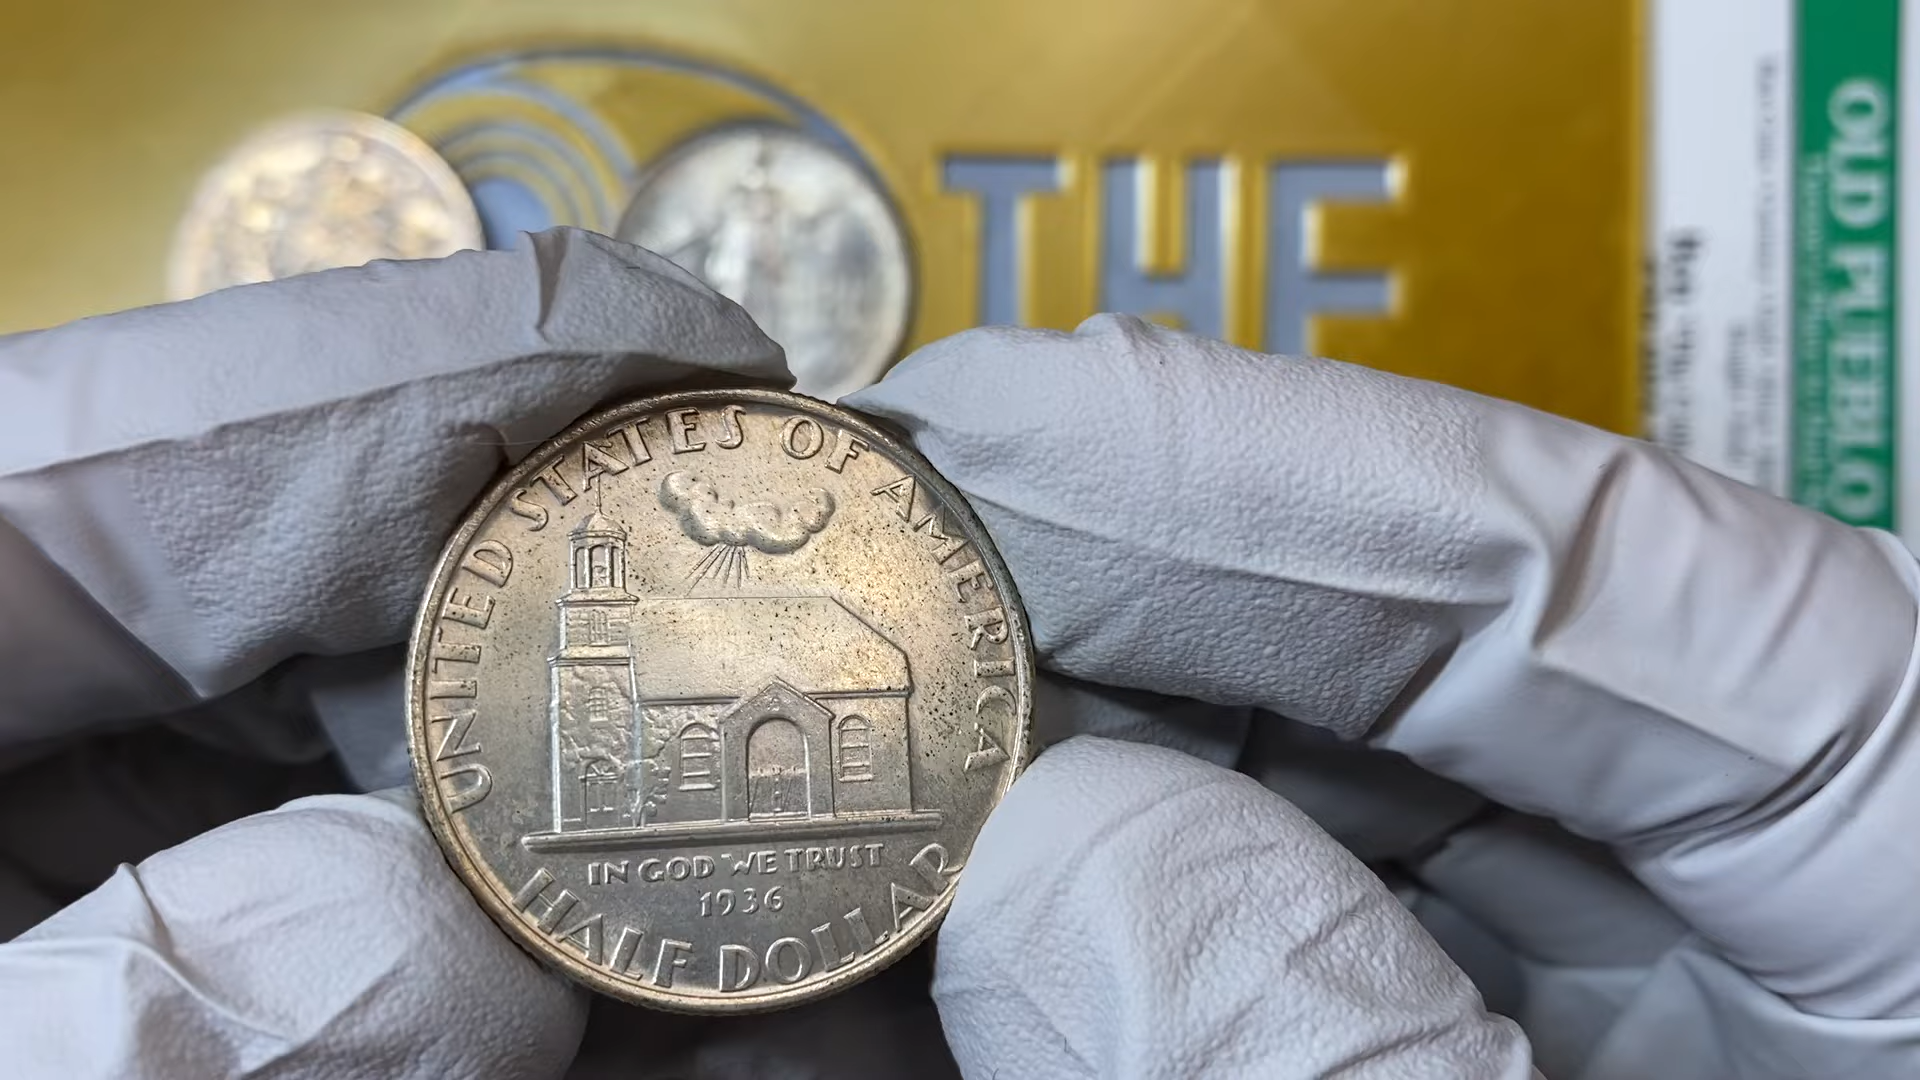 THE
OLD PUEBLO
UNITED STATES OF AMERICA
IN GOD WE TRUST
1936
HALF DOLLAR